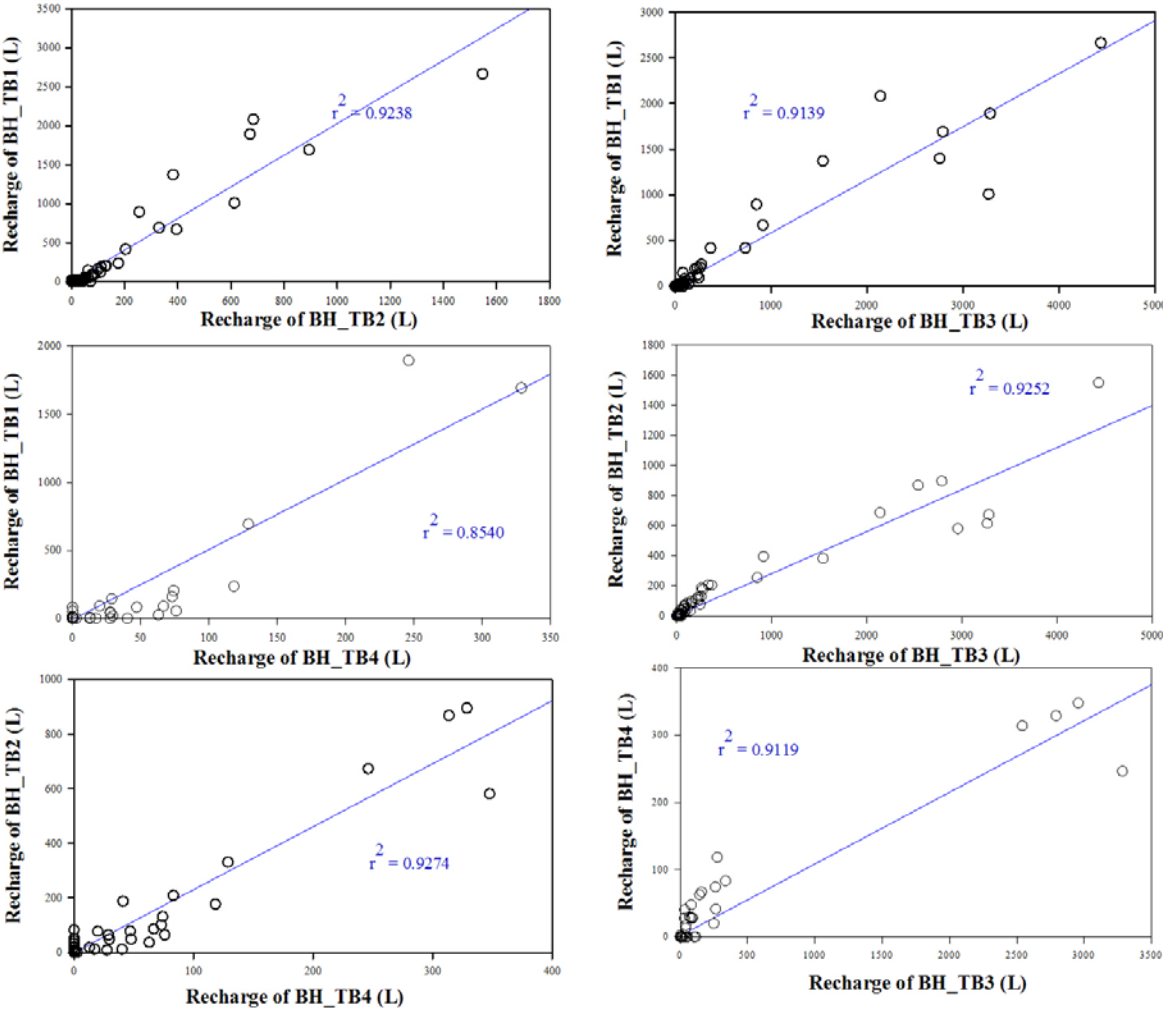 3500
3000
2500
2000
1500
1000
500
0
0 200 400 600 800 1000 1200 1400 1600 1800
Recharge of BH_TB1 (L)
r2 = 0.9238
Recharge of BH_TB2 (L)
3000
2500
2000
1500
1000
500
0
0 1000 2000 3000 4000 5000
Recharge of BH_TB1 (L)
r2 = 0.9139
Recharge of BH_TB3 (L)
2000
1500
1000
500
0
0 50 100 150 200 250 300 350
Recharge of BH_TB1 (L)
r2 = 0.8540
Recharge of BH_TB4 (L)
1800
1600
1400
1200
1000
800
600
400
200
0
0 1000 2000 3000 4000 5000
Recharge of BH_TB2 (L)
r2 = 0.9252
Recharge of BH_TB3 (L)
1000
800
600
400
200
0
0 100 200 300 400
Recharge of BH_TB2 (L)
r2 = 0.9274
Recharge of BH_TB4 (L)
400
300
200
100
0
0 500 1000 1500 2000 2500 3000 3500
Recharge of BH_TB4 (L)
r2 = 0.9119
Recharge of BH_TB3 (L)